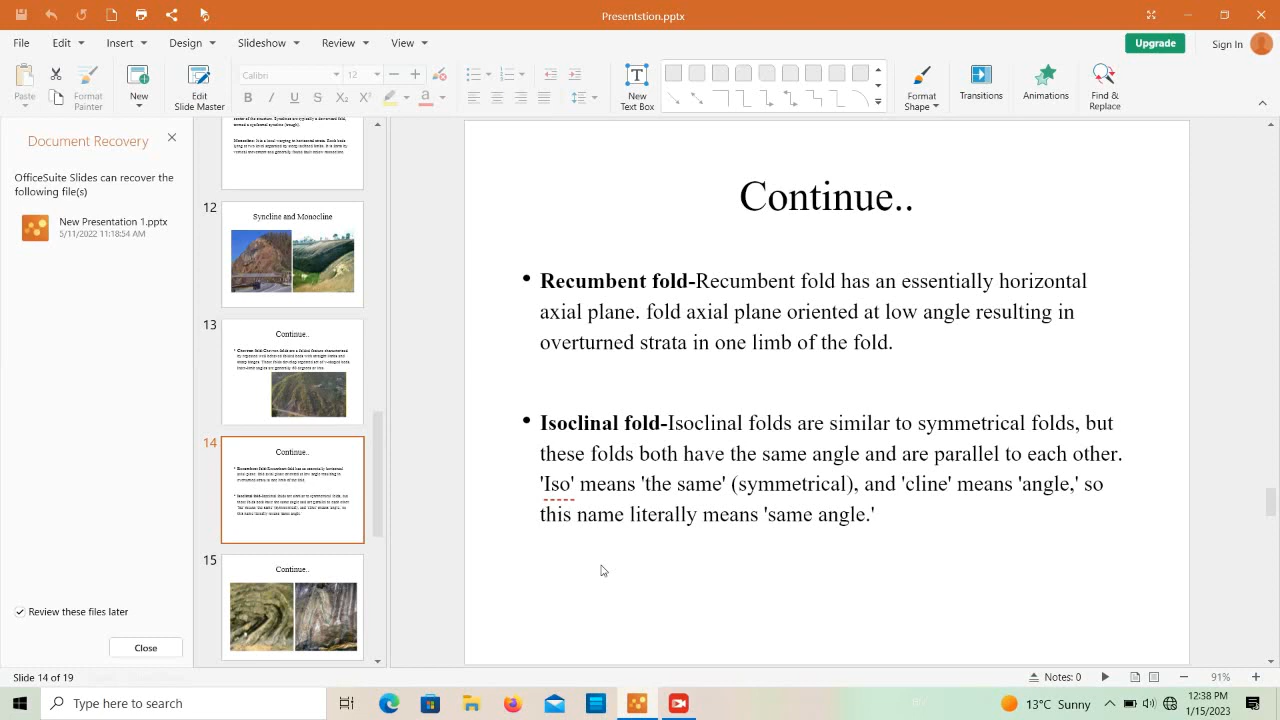 Presentstion.pptx
File Edit Insert Design Slideshow Review View
Upgrade Sign In
Calibri 12
Paste Format Painter New Edit Slide Master
B I U S X₂ X²
New Text Box
Format Shape Transitions Animations Find & Replace
ment Recovery
OfficeSuite Slides can recover the
following file(s)
New Presentation 1.pptx
5/11/2022 11:18:54 AM
Review these files later
Close
12
Syncline and Monocline
13
Continue..
14
Continue..
15
Continue..
Continue..
• Recumbent fold-Recumbent fold has an essentially horizontal
axial plane. fold axial plane oriented at low angle resulting in
overturned strata in one limb of the fold.
• Isoclinal fold-Isoclinal folds are similar to symmetrical folds, but
these folds both have the same angle and are parallel to each other.
'Iso' means 'the same' (symmetrical), and 'cline' means 'angle,' so
this name literally means 'same angle.'
Slide 14 of 19
Notes: 0
91%
Type here to search
13°C Sunny
12:38 PM
1/15/2023